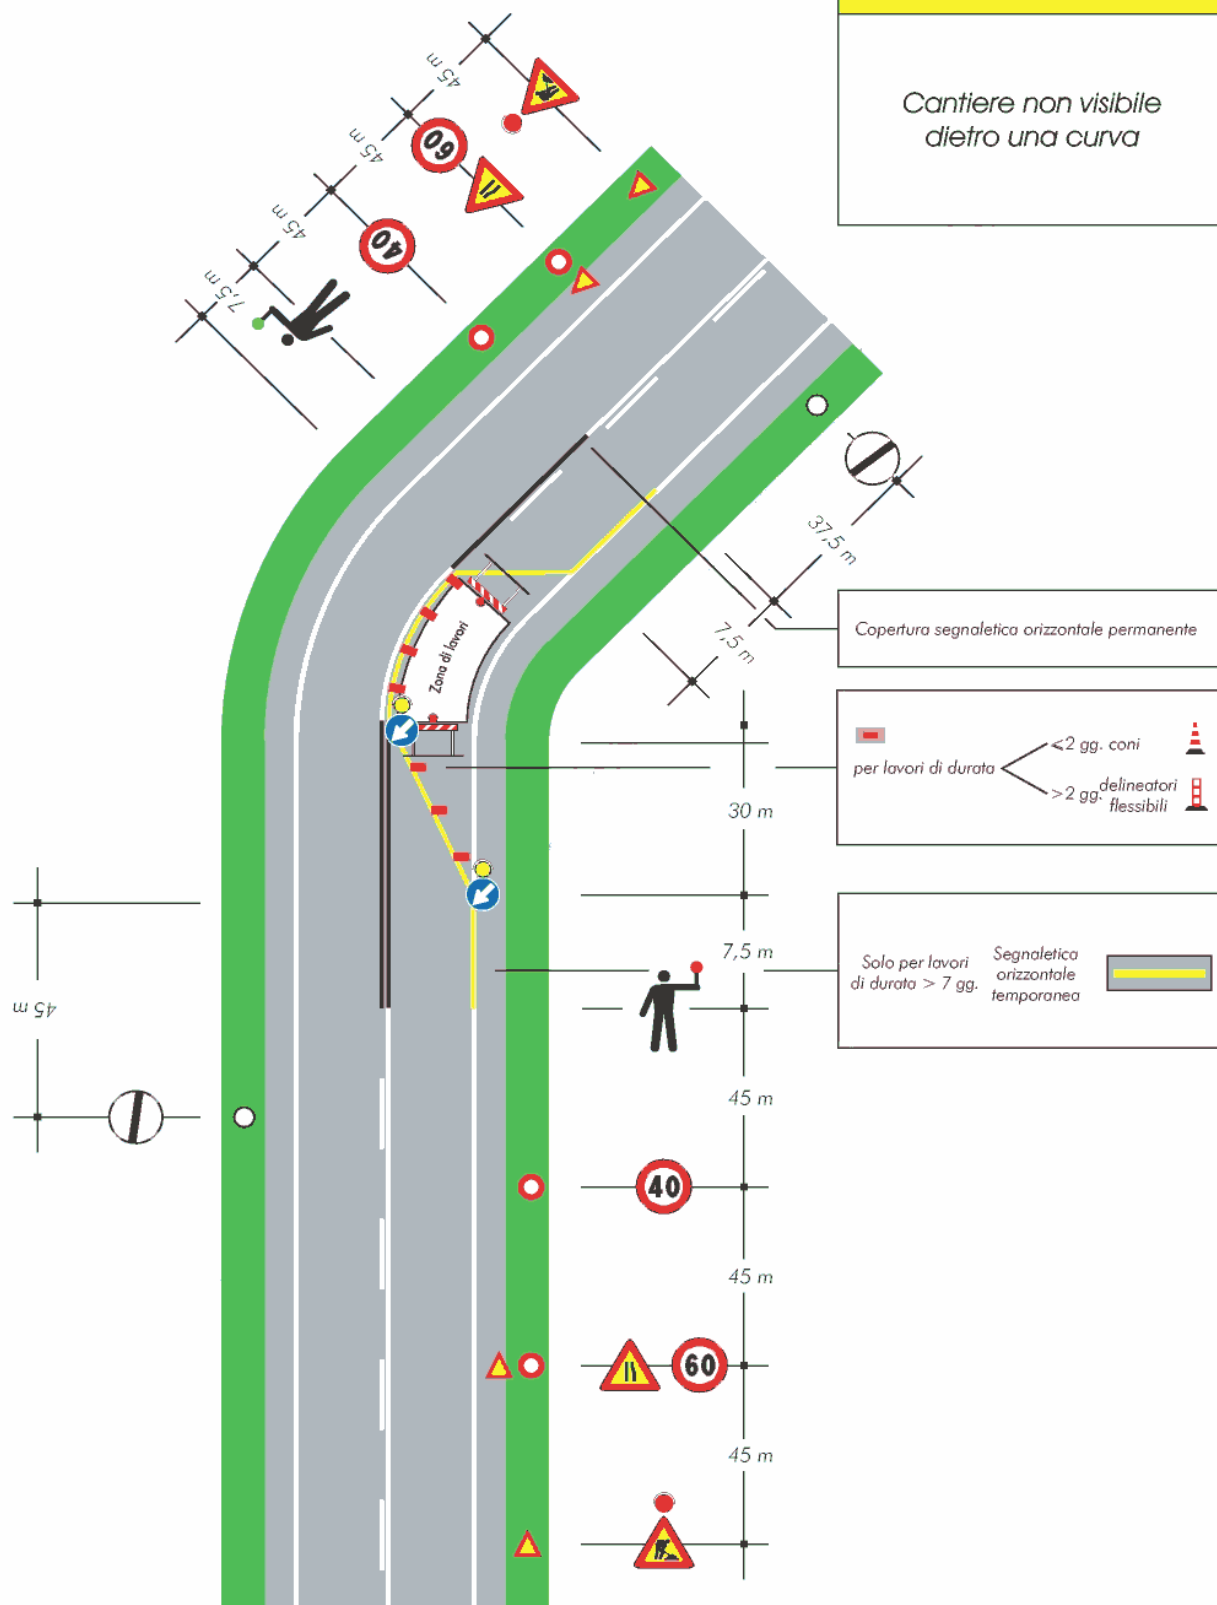 Cantiere non visibile
dietro una curva
45 m
45 m
45 m
7,5 m
60
40
37,5 m
7,5 m
Zona di lavori
Copertura segnaletica orizzontale permanente
per lavori di durata
<2 gg. coni
>2 gg. delineatori
flessibili
30 m
7,5 m
Solo per lavori
di durata > 7 gg.
Segnaletica
orizzontale
temporanea
45 m
45 m
40
45 m
60
45 m